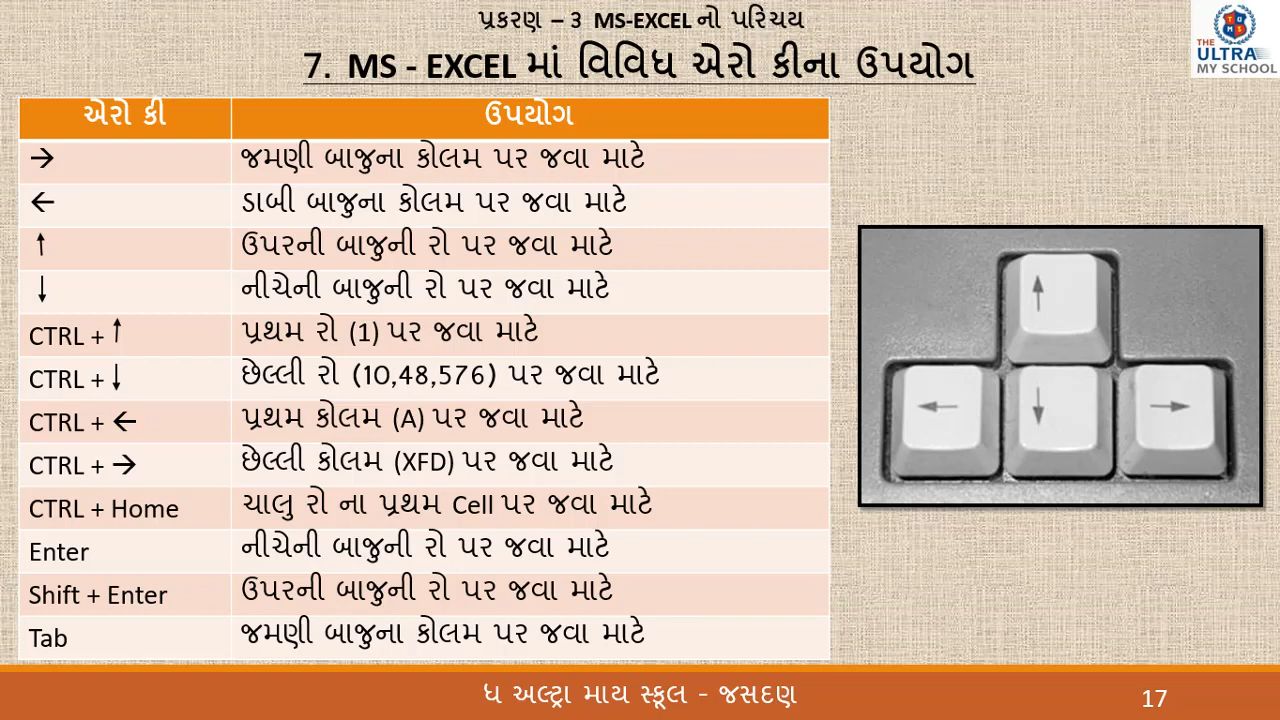 પ્રકરણ – ૩ MS-EXCEL નો પરિચય
7. MS - EXCEL માં વિવિધ એરો કીના ઉપયોગ
THE
ULTRA
MY SCHOOL
એરો કી ઉપયોગ
→ જમણી બાજુના કોલમ પર જવા માટે
← ડાબી બાજુના કોલમ પર જવા માટે
↑ ઉપરની બાજુની રો પર જવા માટે
↓ નીચેની બાજુની રો પર જવા માટે
CTRL + ↑ પ્રથમ રો (1) પર જવા માટે
CTRL + ↓ છેલ્લી રો (10,48,576) પર જવા માટે
CTRL + ← પ્રથમ કોલમ (A) પર જવા માટે
CTRL + → છેલ્લી કોલમ (XFD) પર જવા માટે
CTRL + Home ચાલુ રો ના પ્રથમ Cell પર જવા માટે
Enter નીચેની બાજુની રો પર જવા માટે
Shift + Enter ઉપરની બાજુની રો પર જવા માટે
Tab જમણી બાજુના કોલમ પર જવા માટે
ધ અલ્ટ્રા માય સ્કૂલ - જસદણ
17